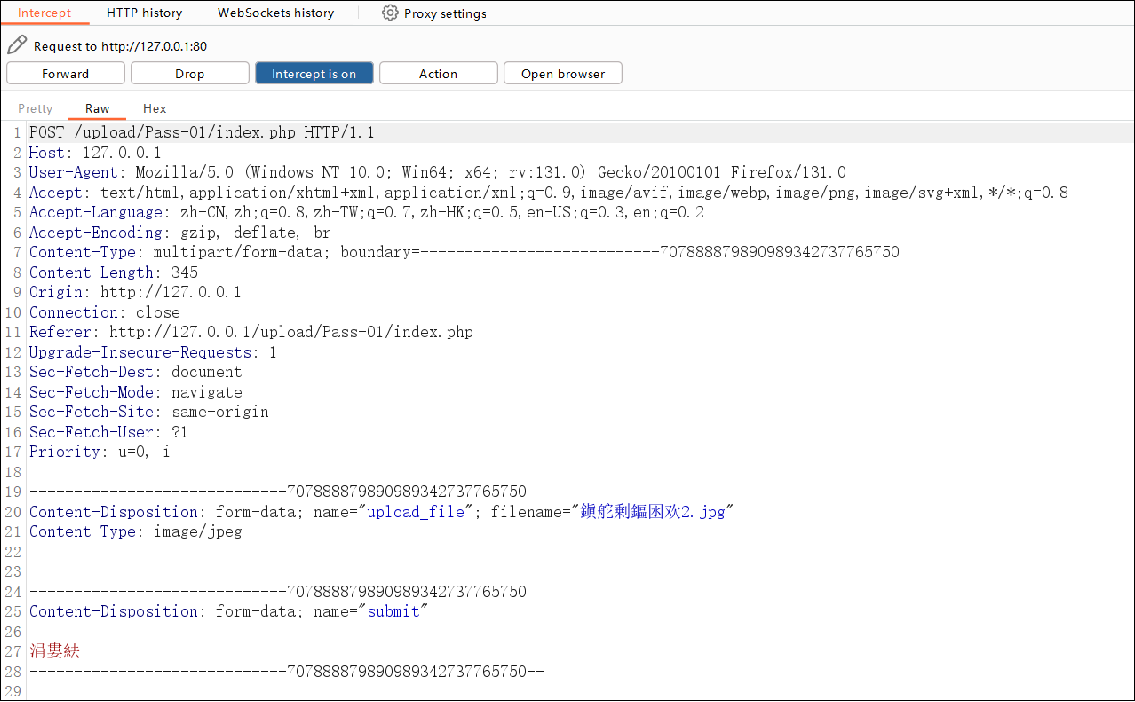 Intercept HTTP history WebSockets history Proxy settings
Request to http://127.0.0.1:80
Forward Drop Intercept is on Action Open browser
Pretty Raw Hex
1 POST /upload/Pass-01/index.php HTTP/1.1
2 Host: 127.0.0.1
3 User-Agent: Mozilla/5.0 (Windows NT 10.0; Win64; x64; rv:131.0) Gecko/20100101 Firefox/131.0
4 Accept: text/html,application/xhtml+xml,application/xml;q=0.9,image/avif,image/webp,image/png,image/svg+xml,*/*;q=0.8
5 Accept-Language: zh-CN,zh;q=0.8,zh-TW;q=0.7,zh-HK;q=0.5,en-US;q=0.3,en;q=0.2
6 Accept-Encoding: gzip, deflate, br
7 Content-Type: multipart/form-data; boundary=---------------------------707888879890989342737765750
8 Content-Length: 345
9 Origin: http://127.0.0.1
10 Connection: close
11 Referer: http://127.0.0.1/upload/Pass-01/index.php
12 Upgrade-Insecure-Requests: 1
13 Sec-Fetch-Dest: document
14 Sec-Fetch-Mode: navigate
15 Sec-Fetch-Site: same-origin
16 Sec-Fetch-User: ?1
17 Priority: u=0, i
18
19 -----------------------------707888879890989342737765750
20 Content-Disposition: form-data; name="upload_file"; filename="鎭舵剰鏂囦欢2.jpg"
21 Content-Type: image/jpeg
22
23
24 -----------------------------707888879890989342737765750
25 Content-Disposition: form-data; name="submit"
26
27 涓婁紶
28 -----------------------------707888879890989342737765750--
29